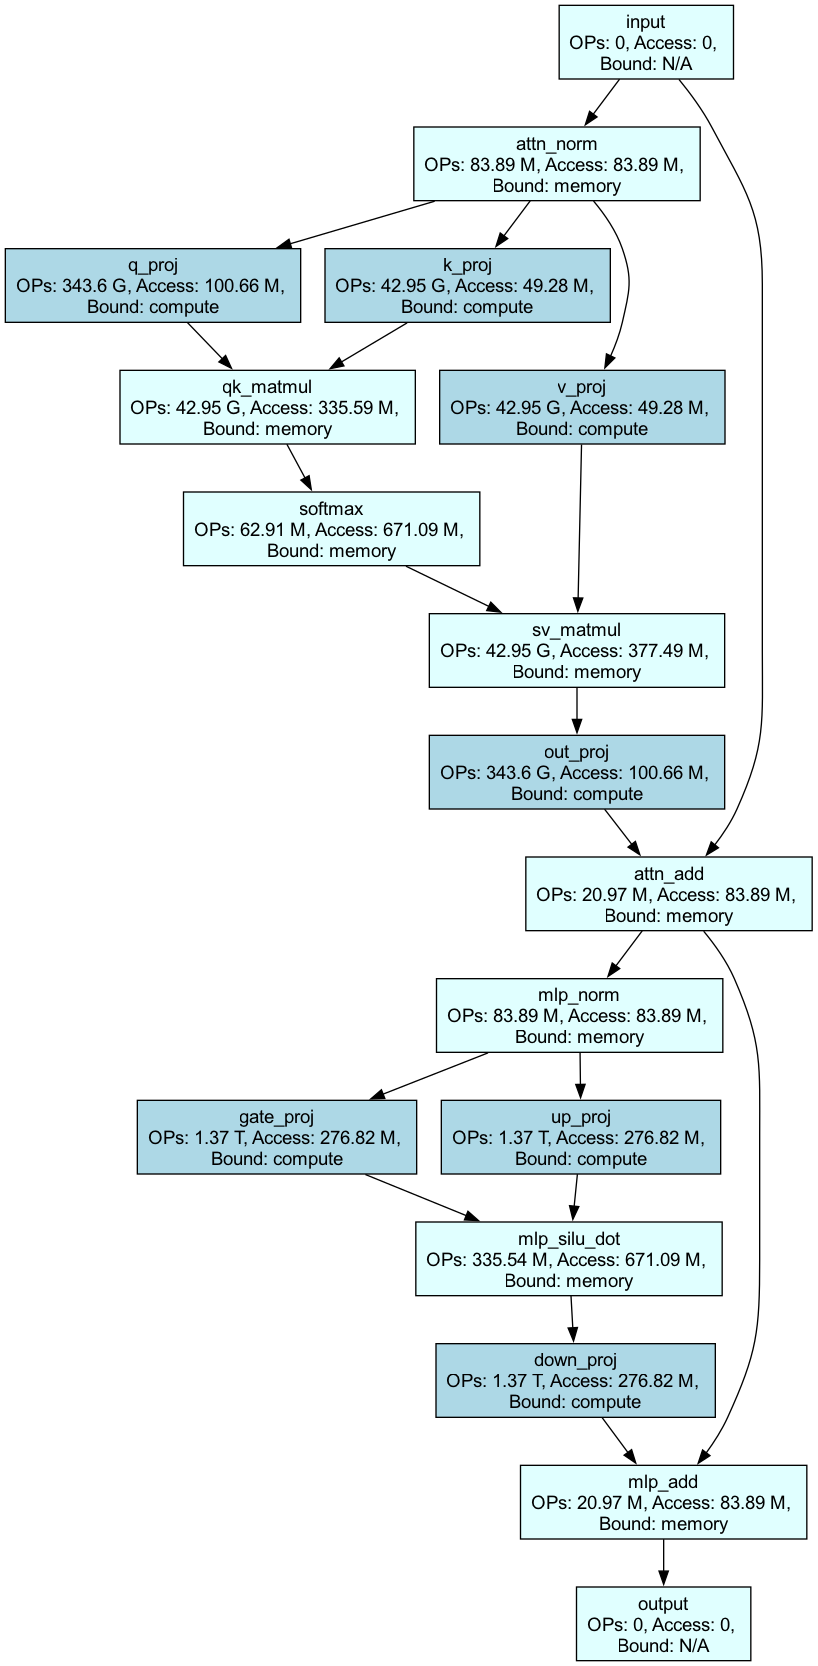 input
OPs: 0, Access: 0,
Bound: N/A
attn_norm
OPs: 83.89 M, Access: 83.89 M,
Bound: memory
q_proj
OPs: 343.6 G, Access: 100.66 M,
Bound: compute
k_proj
OPs: 42.95 G, Access: 49.28 M,
Bound: compute
qk_matmul
OPs: 42.95 G, Access: 335.59 M,
Bound: memory
v_proj
OPs: 42.95 G, Access: 49.28 M,
Bound: compute
softmax
OPs: 62.91 M, Access: 671.09 M,
Bound: memory
sv_matmul
OPs: 42.95 G, Access: 377.49 M,
Bound: memory
out_proj
OPs: 343.6 G, Access: 100.66 M,
Bound: compute
attn_add
OPs: 20.97 M, Access: 83.89 M,
Bound: memory
mlp_norm
OPs: 83.89 M, Access: 83.89 M,
Bound: memory
gate_proj
OPs: 1.37 T, Access: 276.82 M,
Bound: compute
up_proj
OPs: 1.37 T, Access: 276.82 M,
Bound: compute
mlp_silu_dot
OPs: 335.54 M, Access: 671.09 M,
Bound: memory
down_proj
OPs: 1.37 T, Access: 276.82 M,
Bound: compute
mlp_add
OPs: 20.97 M, Access: 83.89 M,
Bound: memory
output
OPs: 0, Access: 0,
Bound: N/A